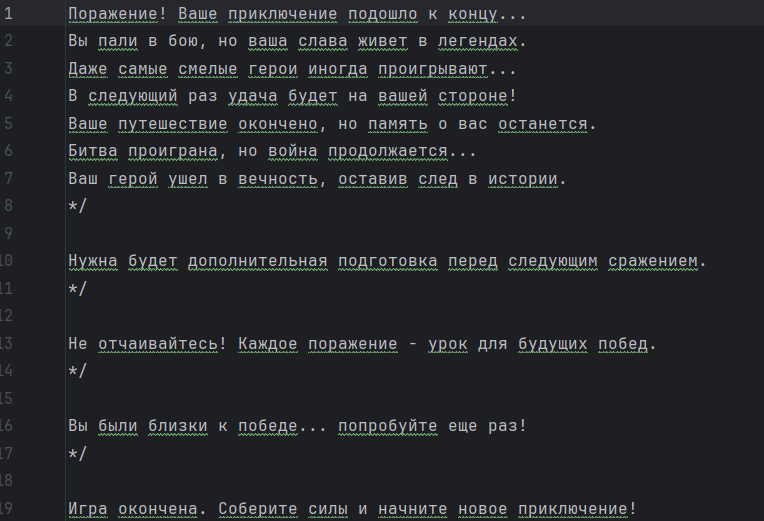 1 Поражение! Ваше приключение подошло к концу...
2 Вы пали в бою, но ваша слава живет в легендах.
3 Даже самые смелые герои иногда проигрывают...
4 В следующий раз удача будет на вашей стороне!
5 Ваше путешествие окончено, но память о вас останется.
6 Битва проиграна, но война продолжается...
7 Ваш герой ушел в вечность, оставив след в истории.
8 */
9
10 Нужна будет дополнительная подготовка перед следующим сражением.
11 */
12
13 Не отчаивайтесь! Каждое поражение - урок для будущих побед.
14 */
15
16 Вы были близки к победе... попробуйте еще раз!
17 */
18
19 Игра окончена. Соберите силы и начните новое приключение!